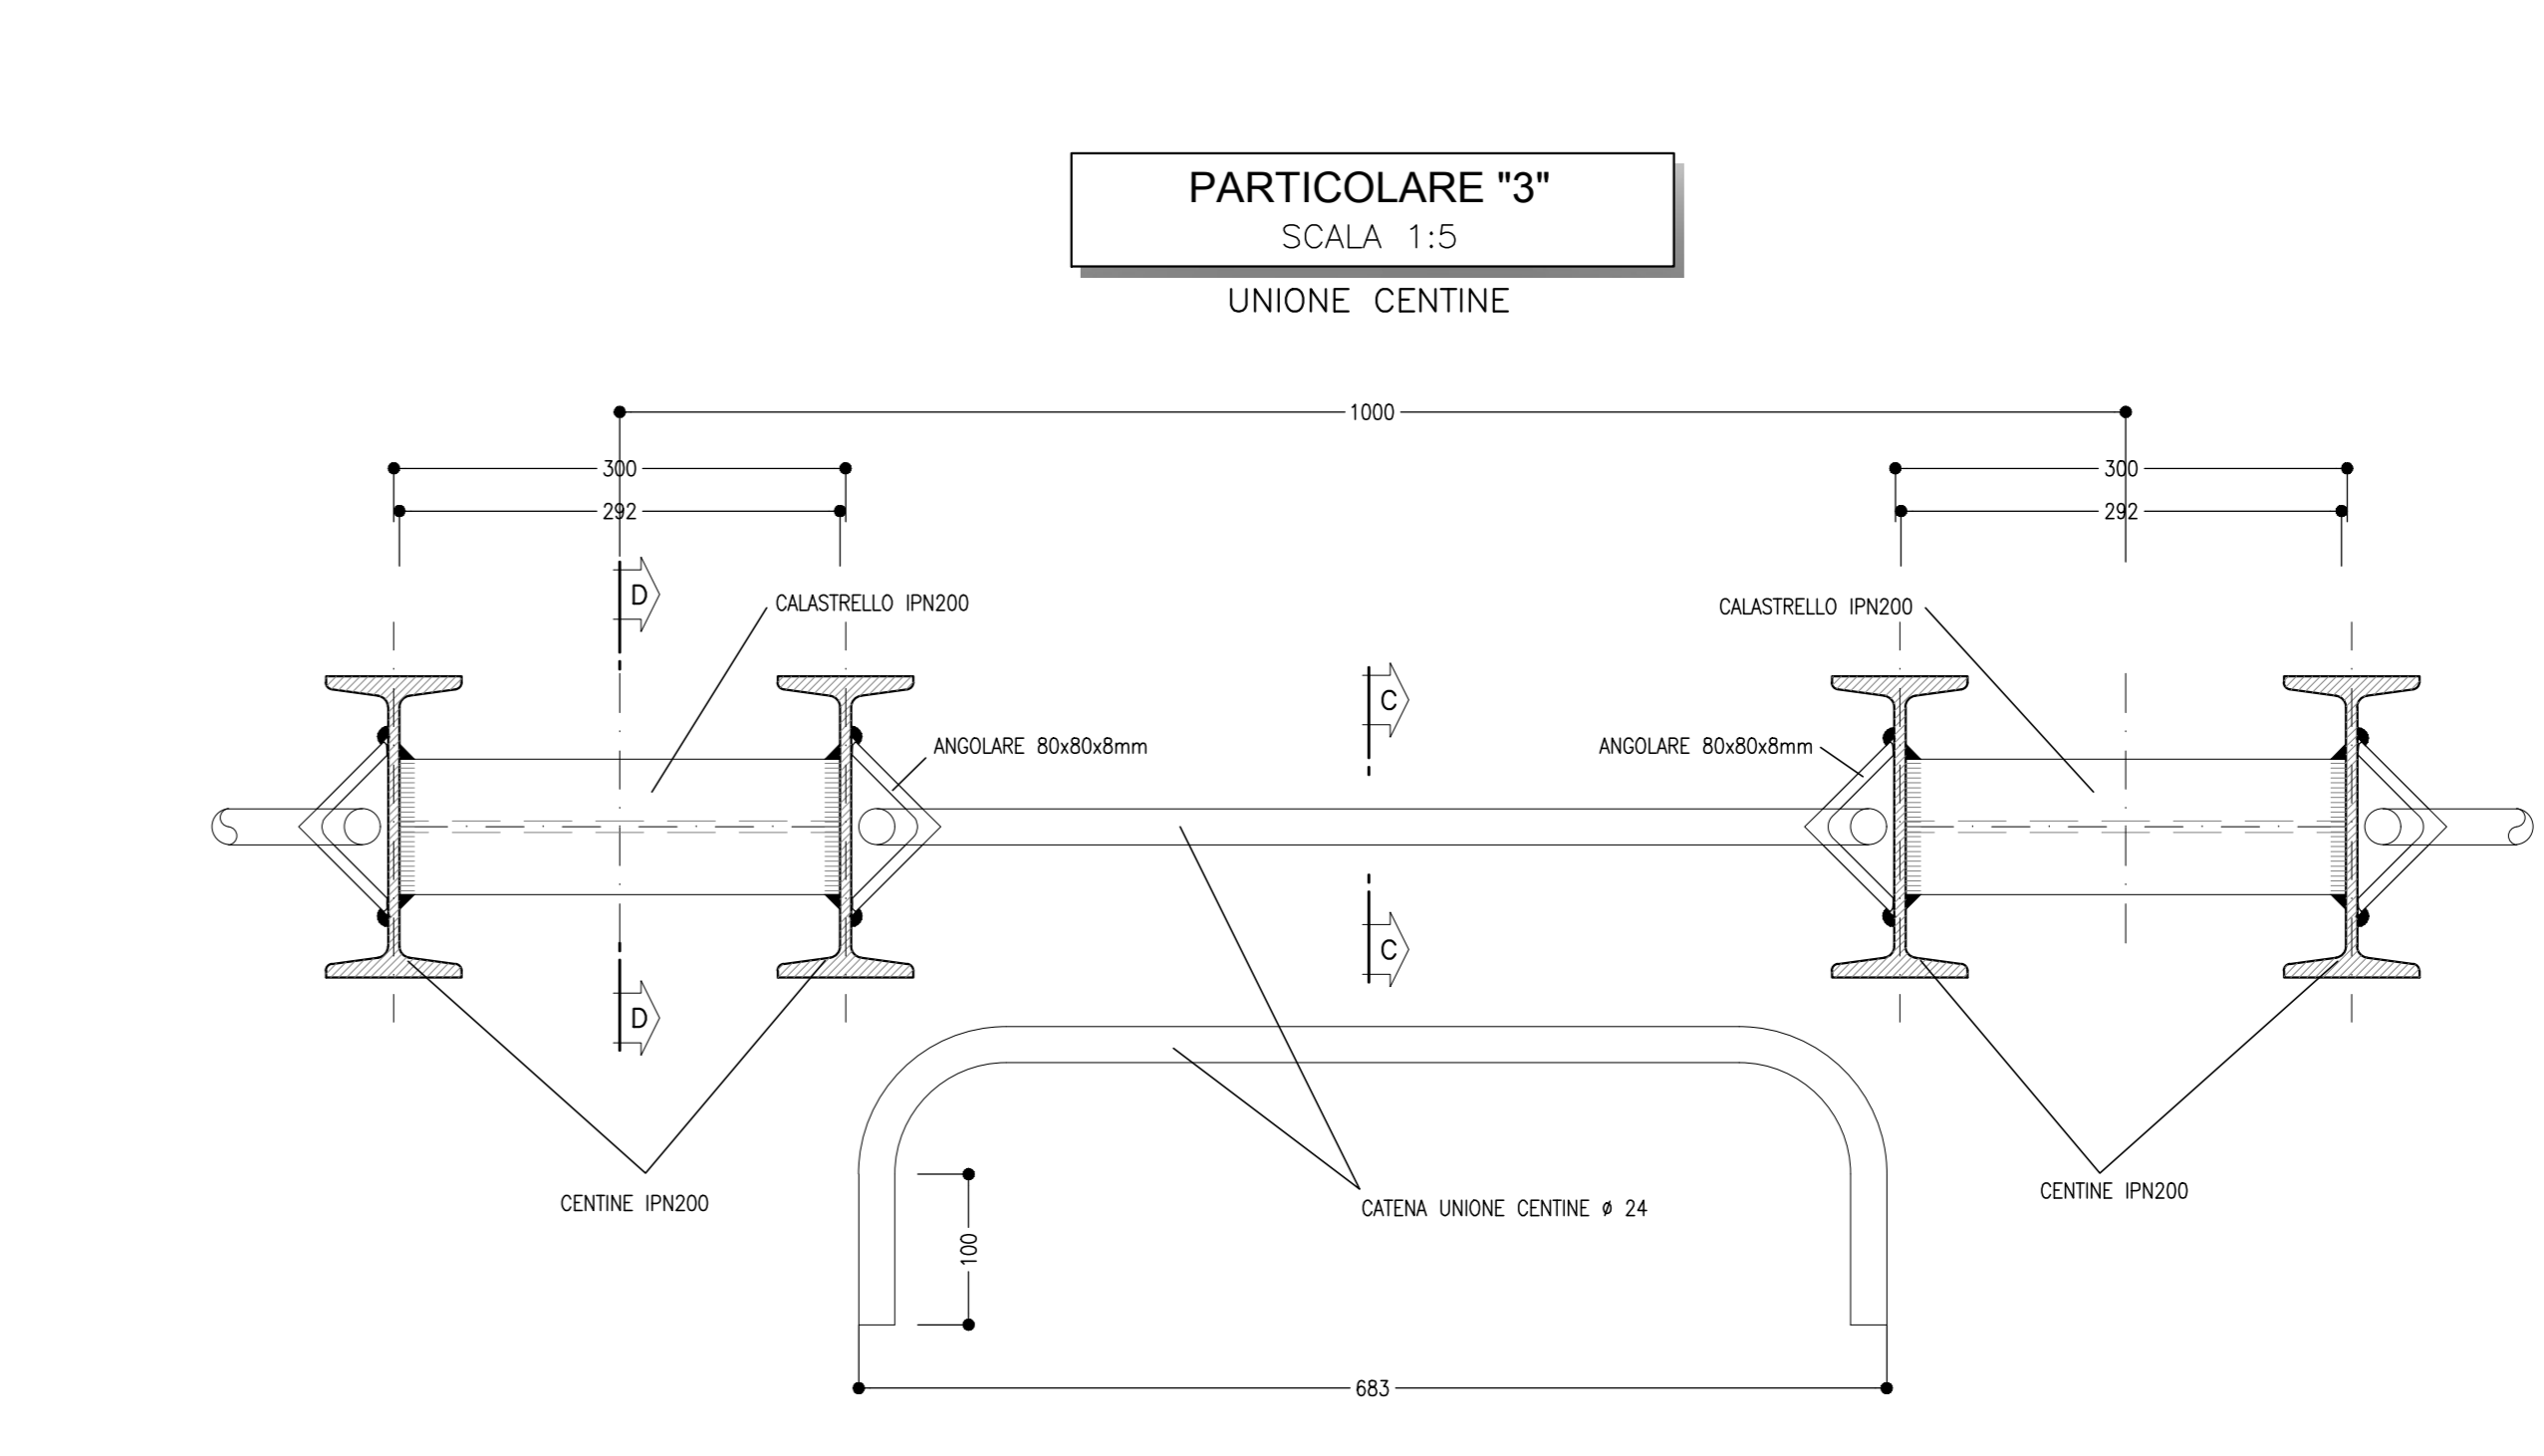 PARTICOLARE "3"
SCALA 1:5
UNIONE CENTINE
1000
300
300
292
292
D
CALASTRELLO IPN200
CALASTRELLO IPN200
C
ANGOLARE 80x80x8mm
ANGOLARE 80x80x8mm
C
D
CENTINE IPN200
CENTINE IPN200
CATENA UNIONE CENTINE ø 24
100
683